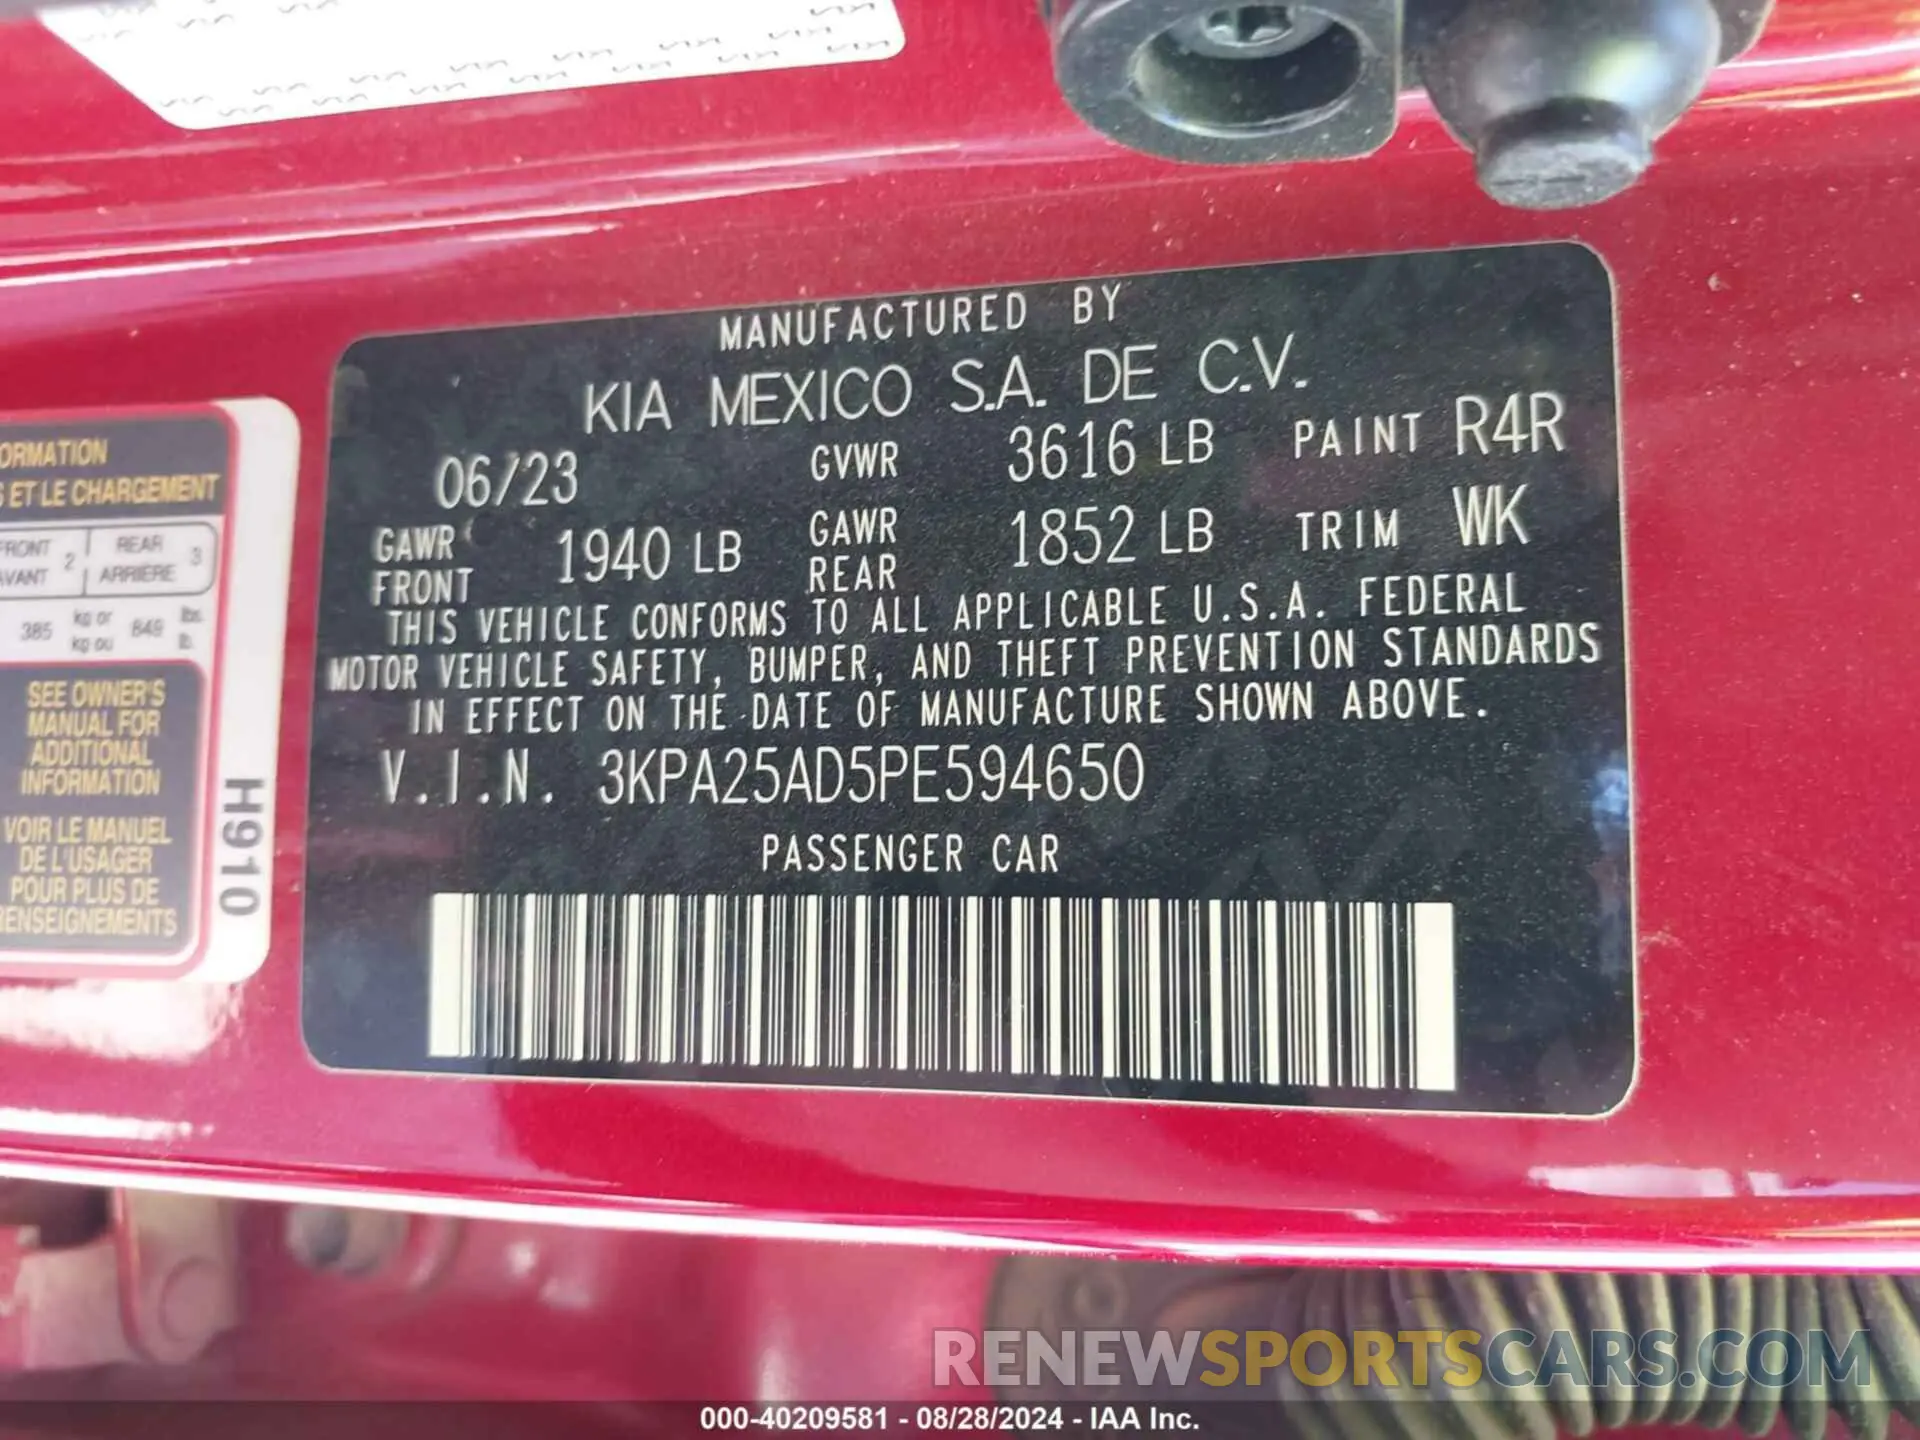 MANUFACTURED BY
KIA MEXICO S.A. DE C.V.
06/23 GVWR 3616 LB PAINT R4R
GAWR FRONT 1940 LB GAWR REAR 1852 LB TRIM WK
THIS VEHICLE CONFORMS TO ALL APPLICABLE U.S.A. FEDERAL
MOTOR VEHICLE SAFETY, BUMPER, AND THEFT PREVENTION STANDARDS
IN EFFECT ON THE DATE OF MANUFACTURE SHOWN ABOVE.
V.I.N. 3KPA25AD5PE594650
PASSENGER CAR
ET LE CHARGEMENT
REAR 3
2 ARRIÈRE
385 kg or 849 lbs.
kg ou lb.
SEE OWNER'S
MANUAL FOR
ADDITIONAL
INFORMATION
VOIR LE MANUEL
DE L'USAGER
POUR PLUS DE
RENSEIGNEMENTS
H910
RENEWSPORTSCARS.COM
000-40209581 - 08/28/2024 - IAA Inc.